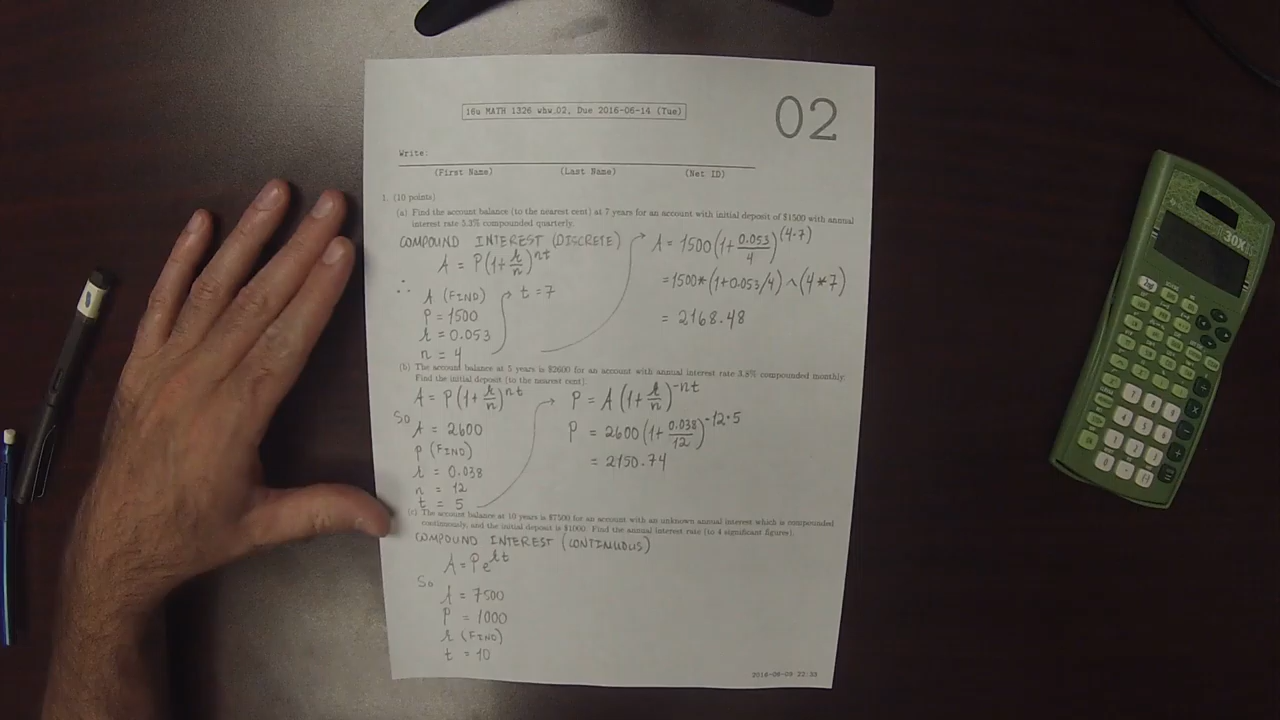 16u MATH 1326 whw.02, Due 2016-06-14 (Tue)
02
Write:
(First Name) (Last Name) (Net ID)
1. (10 points)
(a) Find the account balance (to the nearest cent) at 7 years for an account with initial deposit of $1500 with annual
interest rate 5.3% compounded quarterly.
COMPOUND INTEREST (DISCRETE)
A = P(1+r/n)^nt
∴ A (FIND)
P = 1500
r = 0.053
n = 4
t = 7
A = 1500(1+0.053/4)^(4·7)
=1500*(1+0.053/4)^(4*7)
= 2168.48
(b) The account balance at 5 years is $2600 for an account with annual interest rate 3.8% compounded monthly.
Find the initial deposit (to the nearest cent).
A = P(1+r/n)^nt
SO
A = 2600
P (FIND)
r = 0.038
n = 12
t = 5
P = A(1+r/n)^-nt
P = 2600(1+0.038/12)^-12·5
= 2150.74
(c) The account balance at 10 years is $7500 for an account with an unknown annual interest which is compounded
continuously, and the initial deposit is $1000. Find the annual interest rate (to 4 significant figures).
COMPOUND INTEREST (CONTINUOUS)
A = Pe^rt
SO
A = 7500
P = 1000
r (FIND)
t = 10
2016-06-09 22:35
30X